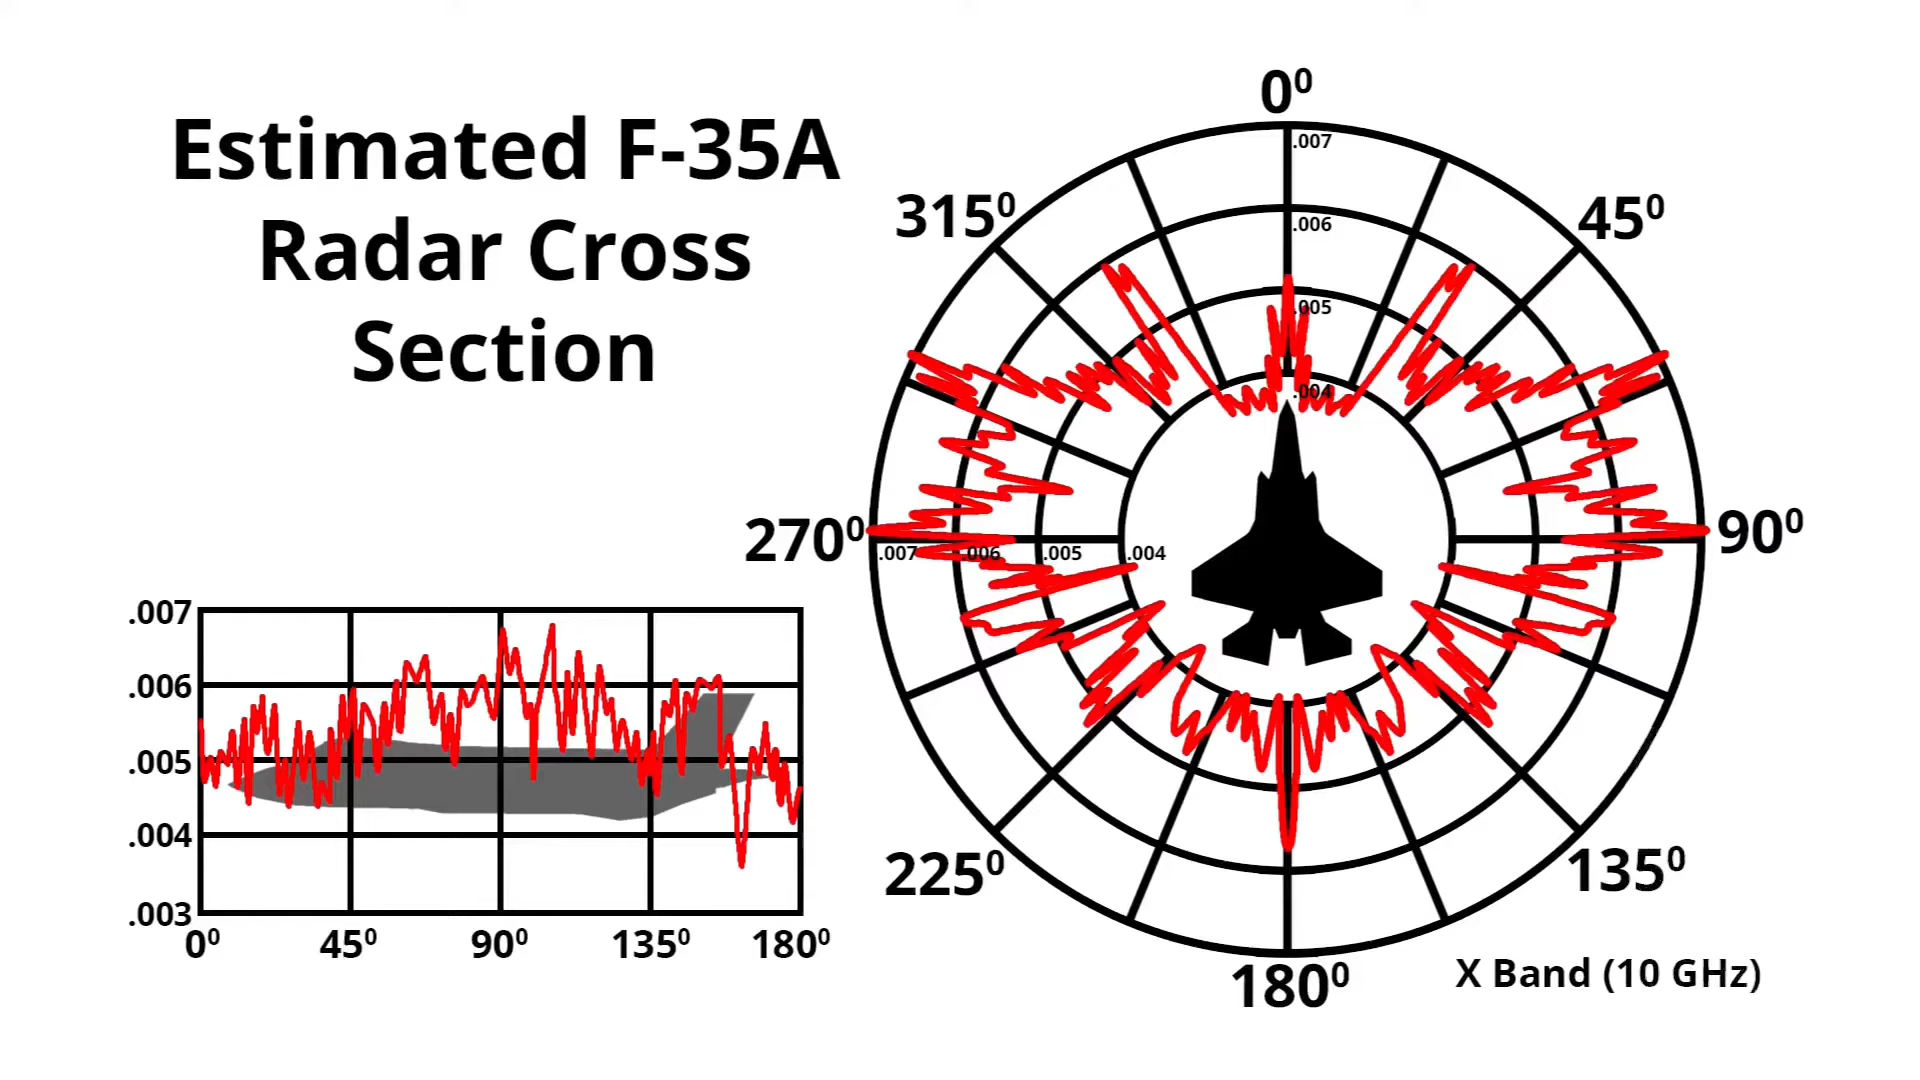 Estimated F-35A
Radar Cross
Section
0⁰
45⁰
90⁰
135⁰
180⁰
225⁰
270⁰
315⁰
.007
.006
.005
.004
.007 .006 .005 .004
X Band (10 GHz)
.007
.006
.005
.004
.003
0⁰ 45⁰ 90⁰ 135⁰ 180⁰